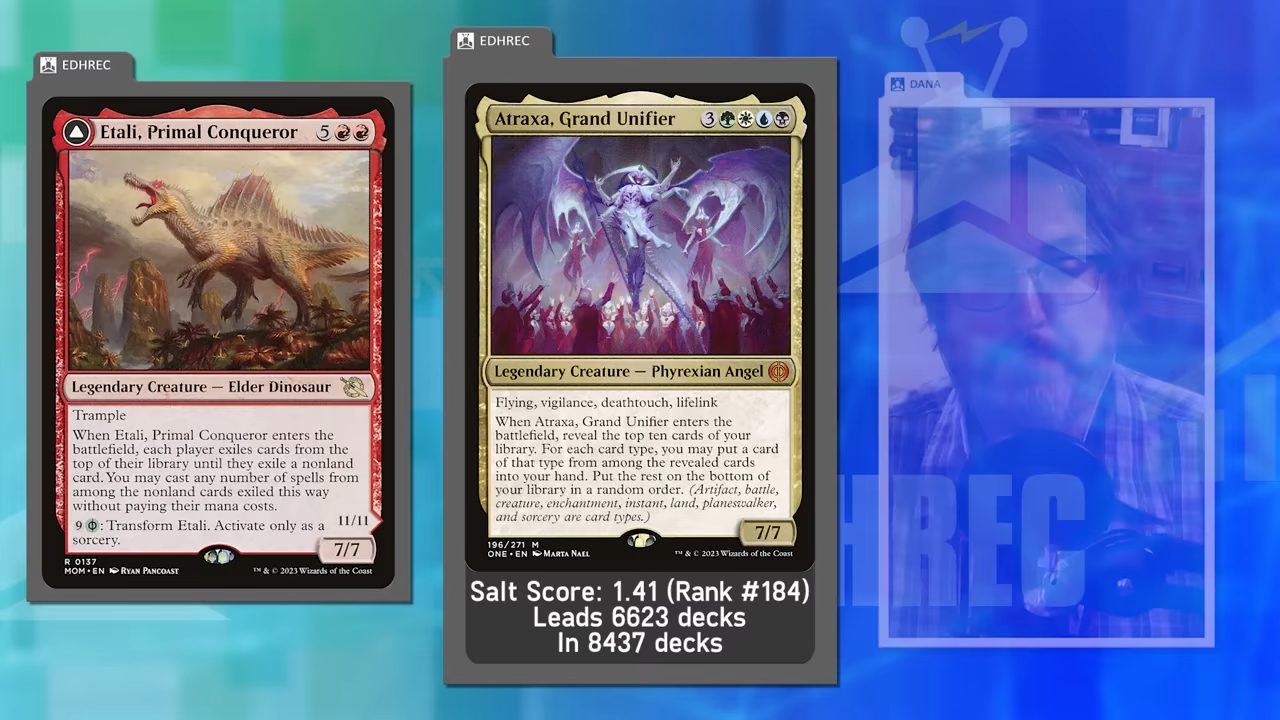 EDHREC
Etali, Primal Conqueror 5
Legendary Creature — Elder Dinosaur
Trample
When Etali, Primal Conqueror enters the
battlefield, each player exiles cards from the
top of their library until they exile a nonland
card. You may cast any number of spells from
among the nonland cards exiled this way
without paying their mana costs.
9 : Transform Etali. Activate only as a
sorcery.
11/11
7/7
R 0137
MOM • EN Ryan Pancoast
™ & © 2023 Wizards of the Coast
EDHREC
Atraxa, Grand Unifier 3
Legendary Creature — Phyrexian Angel
Flying, vigilance, deathtouch, lifelink
When Atraxa, Grand Unifier enters the
battlefield, reveal the top ten cards of your
library. For each card type, you may put a card
of that type from among the revealed cards
into your hand. Put the rest on the bottom of
your library in a random order. (Artifact, battle,
creature, enchantment, instant, land, planeswalker,
and sorcery are card types.)
7/7
196/271 M
ONE • EN Marta Nael
™ & © 2023 Wizards of the Coast
Salt Score: 1.41 (Rank #184)
Leads 6623 decks
In 8437 decks
DANA
HREC